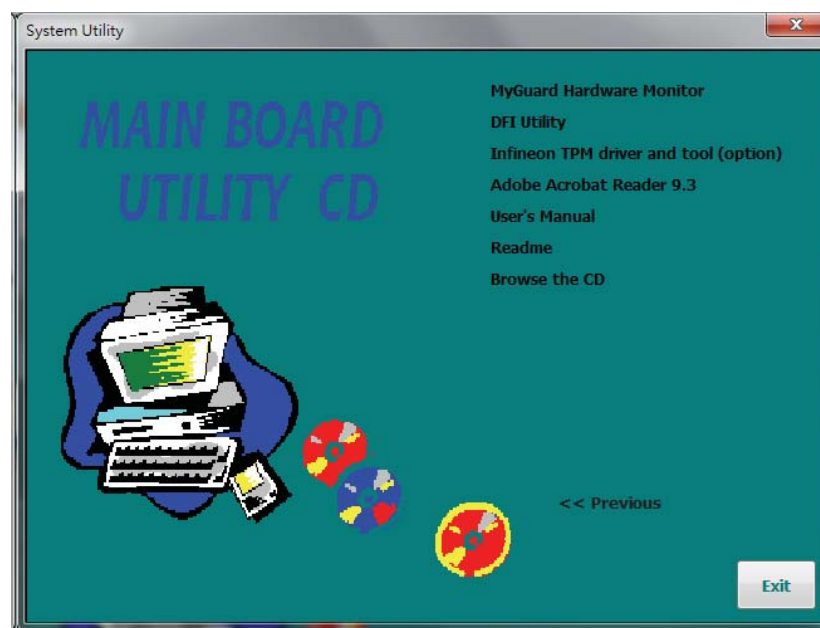 System Utility
MAIN BOARD
UTILITY CD
MyGuard Hardware Monitor
DFI Utility
Infineon TPM driver and tool (option)
Adobe Acrobat Reader 9.3
User's Manual
Readme
Browse the CD
<< Previous
Exit